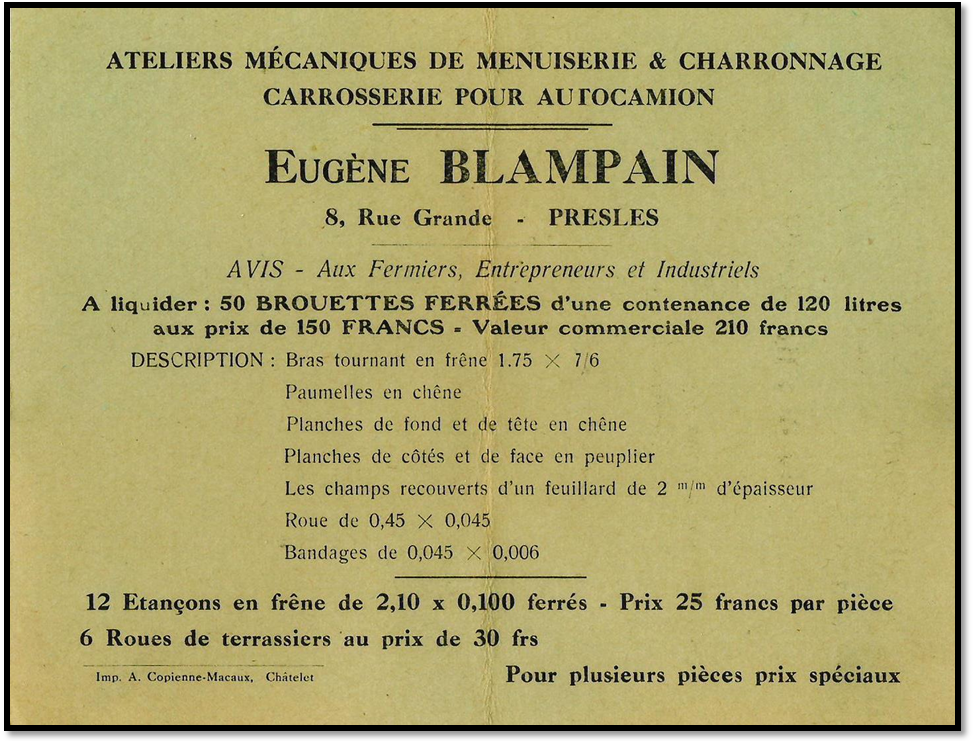 ATELIERS MÉCANIQUES DE MENUISERIE & CHARRONNAGE
CARROSSERIE POUR AUTOCAMION
EUGÈNE BLAMPAIN
8, Rue Grande - PRESLES
AVIS - Aux Fermiers, Entrepreneurs et Industriels
A liquider : 50 BROUETTES FERRÉES d'une contenance de 120 litres
aux prix de 150 FRANCS - Valeur commerciale 210 francs
DESCRIPTION : Bras tournant en frêne 1.75 × 7/6
Paumelles en chêne
Planches de fond et de tête en chêne
Planches de côtés et de face en peuplier
Les champs recouverts d'un feuillard de 2 m/m d'épaisseur
Roue de 0,45 × 0,045
Bandages de 0,045 × 0,006
12 Etançons en frêne de 2,10 x 0,100 ferrés - Prix 25 francs par pièce
6 Roues de terrassiers au prix de 30 frs
Imp. A. Copienne-Macaux, Châtelet
Pour plusieurs pièces prix spéciaux